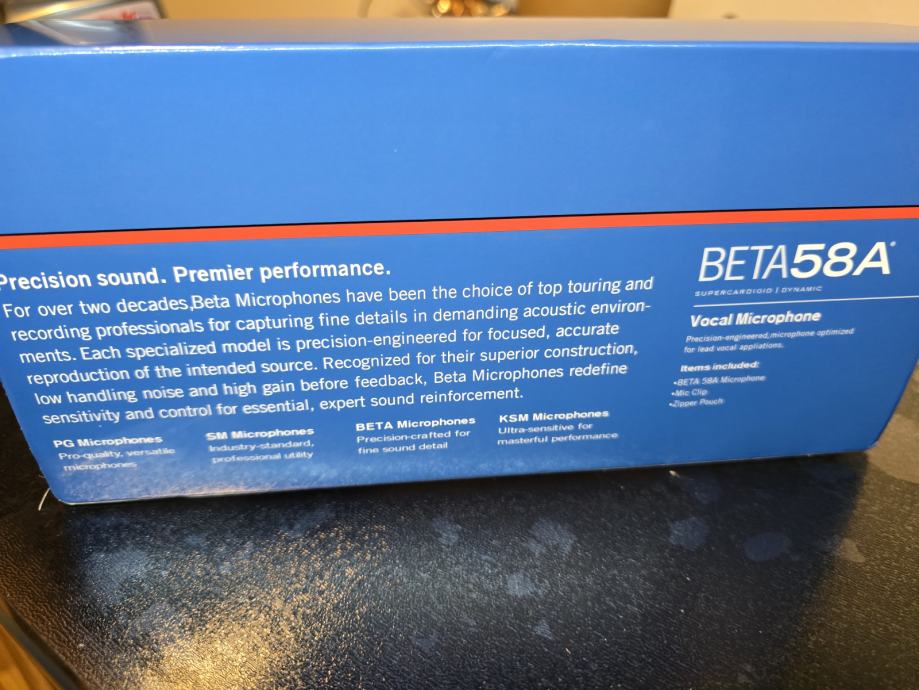 Precision sound. Premier performance.
For over two decades,Beta Microphones have been the choice of top touring and
recording professionals for capturing fine details in demanding acoustic environ-
ments. Each specialized model is precision-engineered for focused, accurate
reproduction of the intended source. Recognized for their superior construction,
low handling noise and high gain before feedback, Beta Microphones redefine
sensitivity and control for essential, expert sound reinforcement.
PG Microphones
Pro-quality, versatile
microphones
SM Microphones
Industry-standard,
professional utility
BETA Microphones
Precision-crafted for
fine sound detail
KSM Microphones
Ultra-sensitive for
masterful performance
BETA58A
SUPERCARDIOID | DYNAMIC
Vocal Microphone
Precision-engineered,microphone optimized
for lead vocal appliations.
Items included:
•BETA 58A Microphone
•Mic Clip
•Zipper Pouch